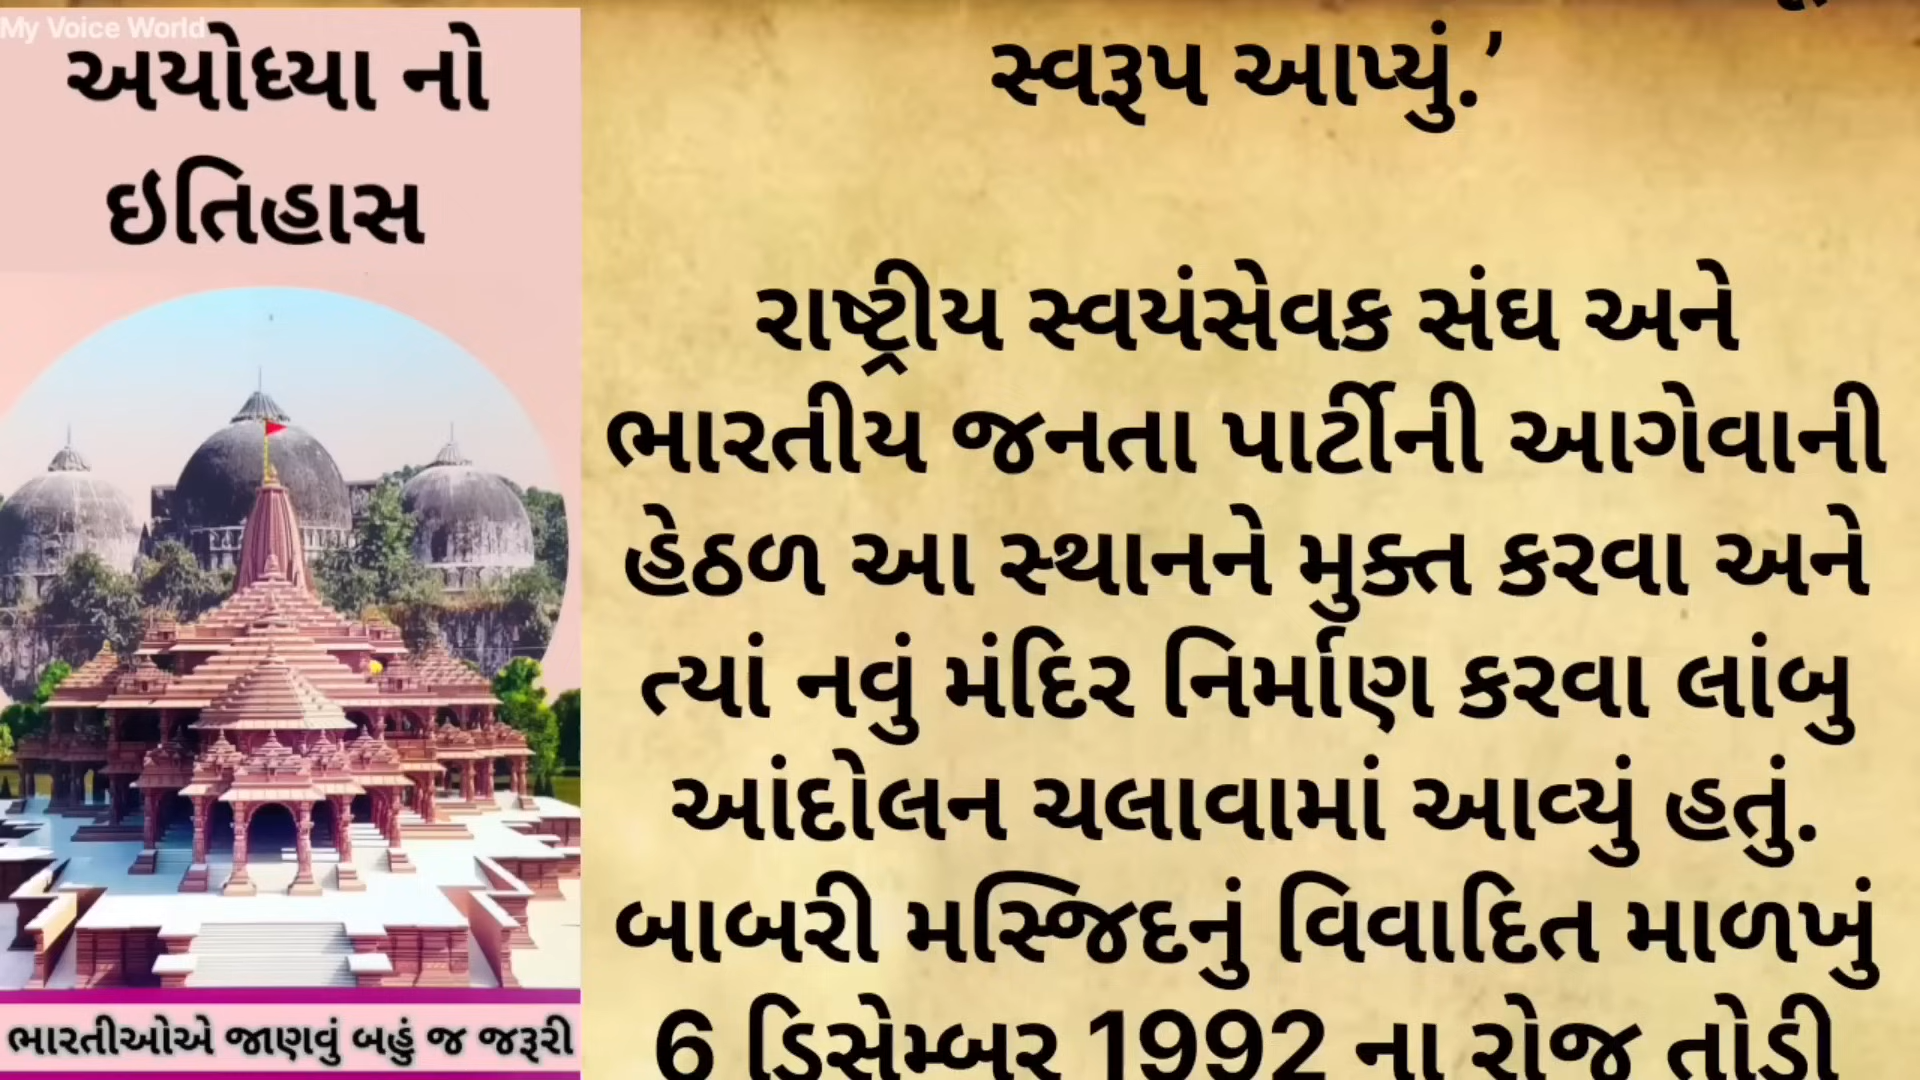 My Voice World
અયોધ્યા નો
ઇતિહાસ
ભારતીઓએ જાણવું બહું જ જરૂરી
સ્વરૂપ આપ્યું.’
રાષ્ટ્રીય સ્વયંસેવક સંઘ અને
ભારતીય જનતા પાર્ટીની આગેવાની
હેઠળ આ સ્થાનને મુક્ત કરવા અને
ત્યાં નવું મંદિર નિર્માણ કરવા લાંબુ
આંદોલન ચલાવામાં આવ્યું હતું.
બાબરી મસ્જિદનું વિવાદિત માળખું
6 ડિસેમ્બર 1992 ના રોજ તોડી